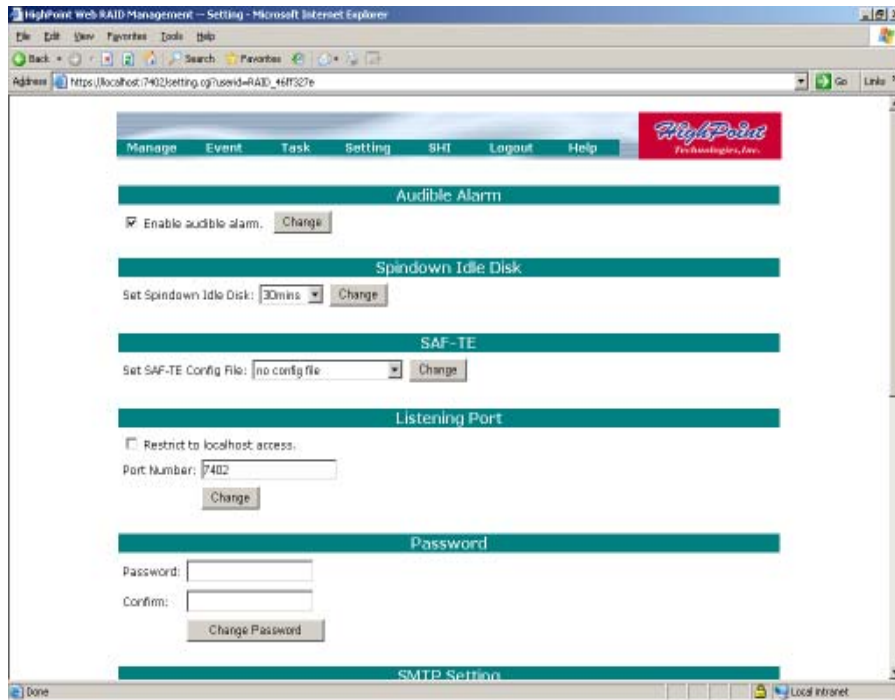 HighPoint Web RAID Management -- Setting - Microsoft Internet Explorer
File Edit View Favorites Tools Help
Back Search Favorites
Address https://localhost:7402/setting.cgi?userid=RAID_46ff327e Go Links
HighPoint
Technologies, Inc.
Manage Event Task Setting SHI Logout Help
Audible Alarm
Enable audible alarm. Change
Spindown Idle Disk
Set Spindown Idle Disk: 30mins Change
SAF-TE
Set SAF-TE Config File: no config file Change
Listening Port
Restrict to localhost access.
Port Number: 7402
Change
Password
Password:
Confirm:
Change Password
SMTP Setting
Done Local intranet